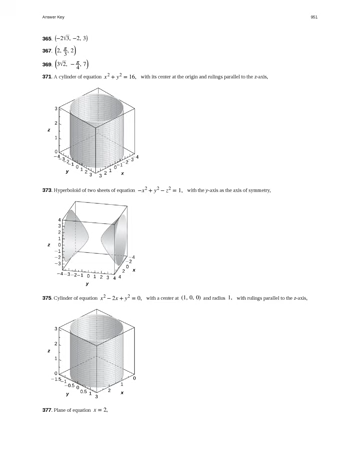 Answer Key 861
365. (−2√3, −2, 3)
367. (2, π/3, 2)
369. (3√2, −π/4, 7)
371. A cylinder of equation x² + y² = 16, with its center at the origin and rulings parallel to the z-axis,
373. Hyperboloid of two sheets of equation −x² + y² − z² = 1, with the y-axis as the axis of symmetry,
375. Cylinder of equation x² − 2x + y² = 0, with a center at (1, 0, 0) and radius 1, with rulings parallel to the z-axis,
377. Plane of equation x = 2,